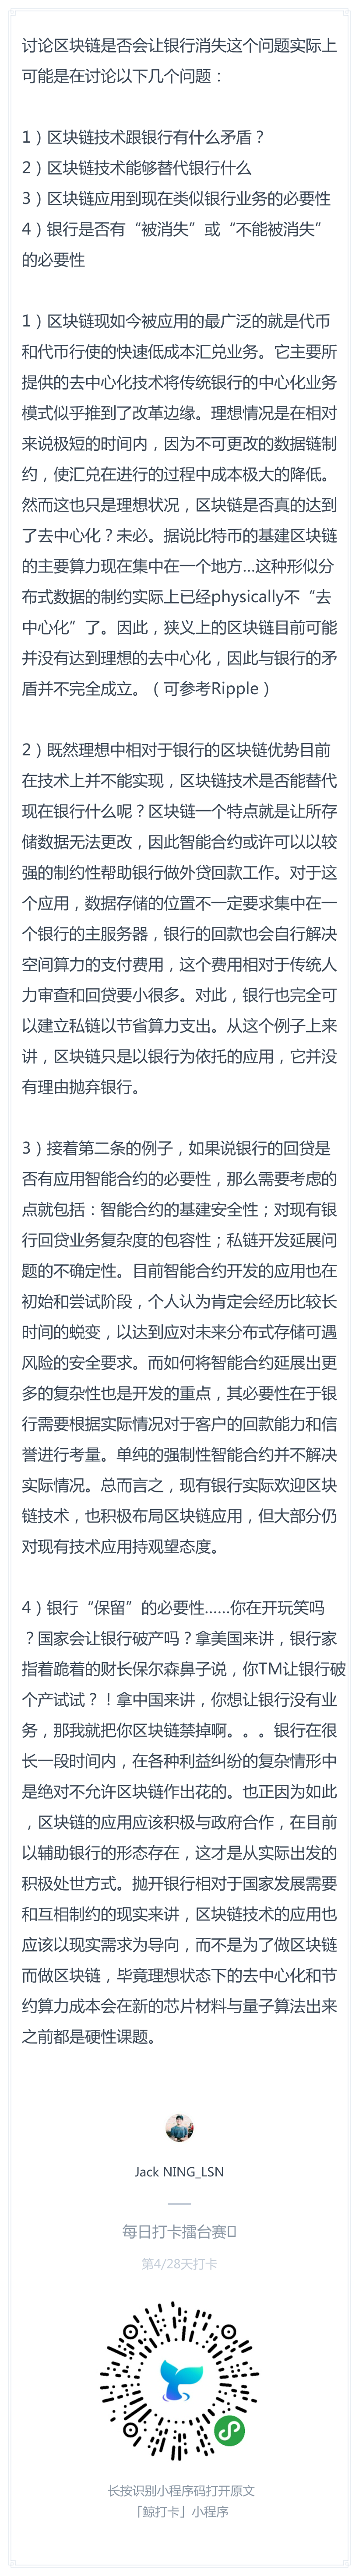 讨论区块链是否会让银行消失这个问题实际上
可能是在讨论以下几个问题：
1）区块链技术跟银行有什么矛盾？
2）区块链技术能够替代银行什么
3）区块链应用到现在类似银行业务的必要性
4）银行是否有“被消失”或“不能被消失”
的必要性
1）区块链现如今被应用的最广泛的就是代币
和代币行使的快速低成本汇兑业务。它主要所
提供的去中心化技术将传统银行的中心化业务
模式似乎推到了改革边缘。理想情况是在相对
来说极短的时间内，因为不可更改的数据链制
约，使汇兑在进行的过程中成本极大的降低。
然而这也只是理想状况，区块链是否真的达到
了去中心化？未必。据说比特币的基建区块链
的主要算力现在集中在一个地方...这种形似分
布式数据的制约实际上已经physically不“去
中心化”了。因此，狭义上的区块链目前可能
并没有达到理想的去中心化，因此与银行的矛
盾并不完全成立。（可参考Ripple）
2）既然理想中相对于银行的区块链优势目前
在技术上并不能实现，区块链技术是否能替代
现在银行什么呢？区块链一个特点就是让所存
储数据无法更改，因此智能合约或许可以以较
强的制约性帮助银行做外贷回款工作。对于这
个应用，数据存储的位置不一定要求集中在一
个银行的主服务器，银行的回款也会自行解决
空间算力的支付费用，这个费用相对于传统人
力审查和回贷要小很多。对此，银行也完全可
以建立私链以节省算力支出。从这个例子上来
讲，区块链只是以银行为依托的应用，它并没
有理由抛弃银行。
3）接着第二条的例子，如果说银行的回贷是
否有应用智能合约的必要性，那么需要考虑的
点就包括：智能合约的基建安全性；对现有银
行回贷业务复杂度的包容性；私链开发延展问
题的不确定性。目前智能合约开发的应用也在
初始和尝试阶段，个人认为肯定会经历比较长
时间的蜕变，以达到应对未来分布式存储可遇
风险的安全要求。而如何将智能合约延展出更
多的复杂性也是开发的重点，其必要性在于银
行需要根据实际情况对于客户的回款能力和信
誉进行考量。单纯的强制性智能合约并不解决
实际情况。总而言之，现有银行实际欢迎区块
链技术，也积极布局区块链应用，但大部分仍
对现有技术应用持观望态度。
4）银行“保留”的必要性......你在开玩笑吗
？国家会让银行破产吗？拿美国来讲，银行家
指着跪着的财长保尔森鼻子说，你TM让银行破
个产试试？！拿中国来讲，你想让银行没有业
务，那我就把你区块链禁掉啊。。。银行在很
长一段时间内，在各种利益纠纷的复杂情形中
是绝对不允许区块链作出花的。也正因为如此
，区块链的应用应该积极与政府合作，在目前
以辅助银行的形态存在，这才是从实际出发的
积极处世方式。抛开银行相对于国家发展需要
和互相制约的现实来讲，区块链技术的应用也
应该以现实需求为导向，而不是为了做区块链
而做区块链，毕竟理想状态下的去中心化和节
约算力成本会在新的芯片材料与量子算法出来
之前都是硬性课题。
Jack NING_LSN
每日打卡擂台赛
第4/28天打卡
长按识别小程序码打开原文
「鲸打卡」小程序